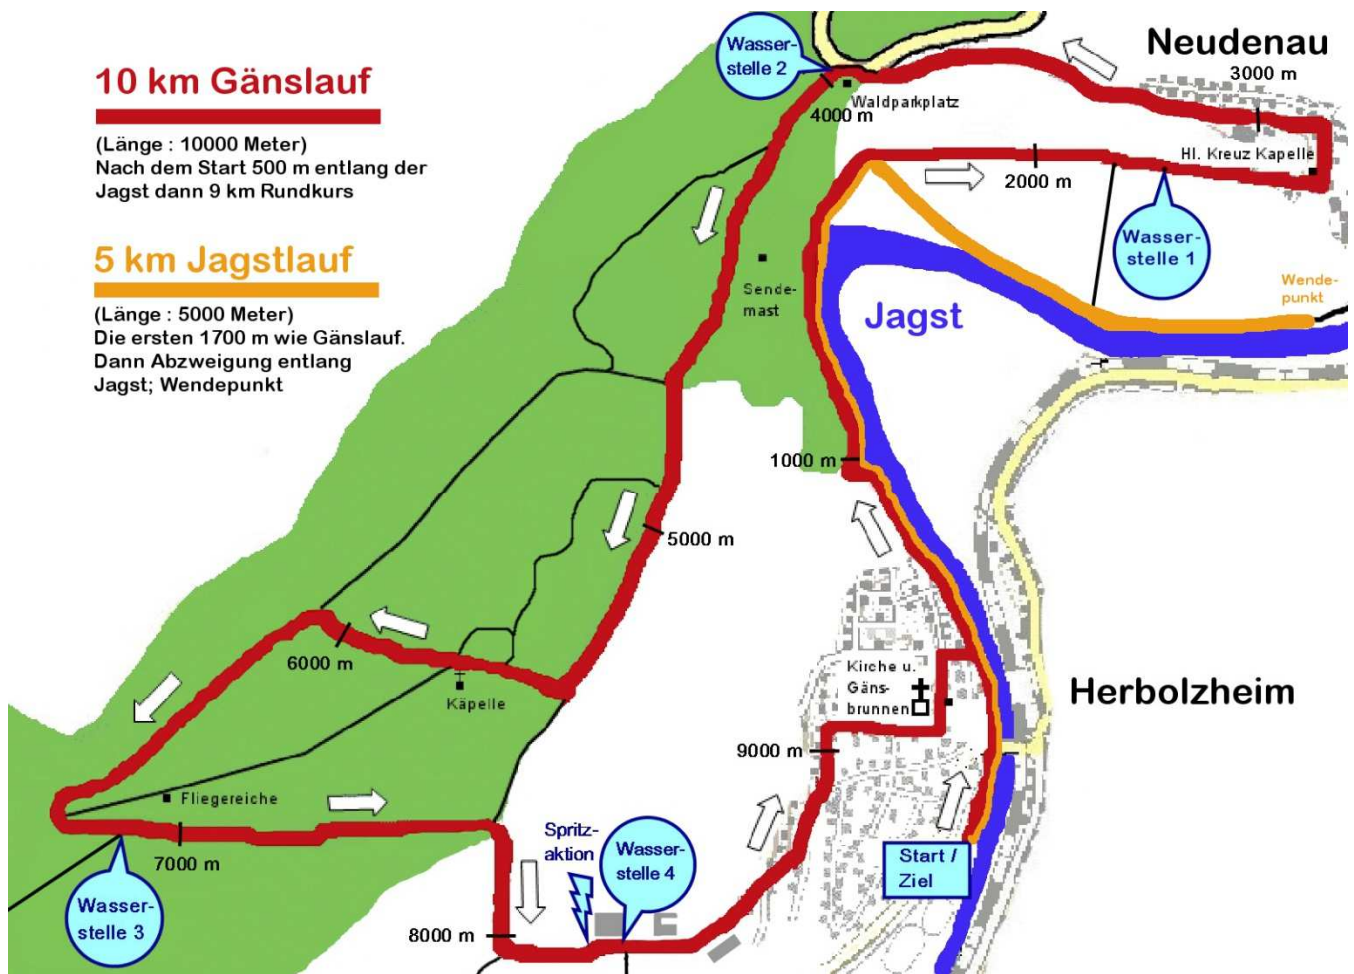 10 km Gänslauf
(Länge : 10000 Meter)
Nach dem Start 500 m entlang der
Jagst dann 9 km Rundkurs
5 km Jagstlauf
(Länge : 5000 Meter)
Die ersten 1700 m wie Gänslauf.
Dann Abzweigung entlang
Jagst; Wendepunkt
Wasser-
stelle 2
Neudenau
3000 m
Waldparkplatz
4000 m
Hl. Kreuz Kapelle
2000 m
Wasser-
stelle 1
Sende-
mast
Jagst
Wende-
punkt
1000 m
5000 m
6000 m
Käpelle
Kirche u.
Gäns-
brunnen
Herbolzheim
9000 m
Fliegereiche
7000 m
Spritz-
aktion
Wasser-
stelle 4
Start /
Ziel
Wasser-
stelle 3
8000 m